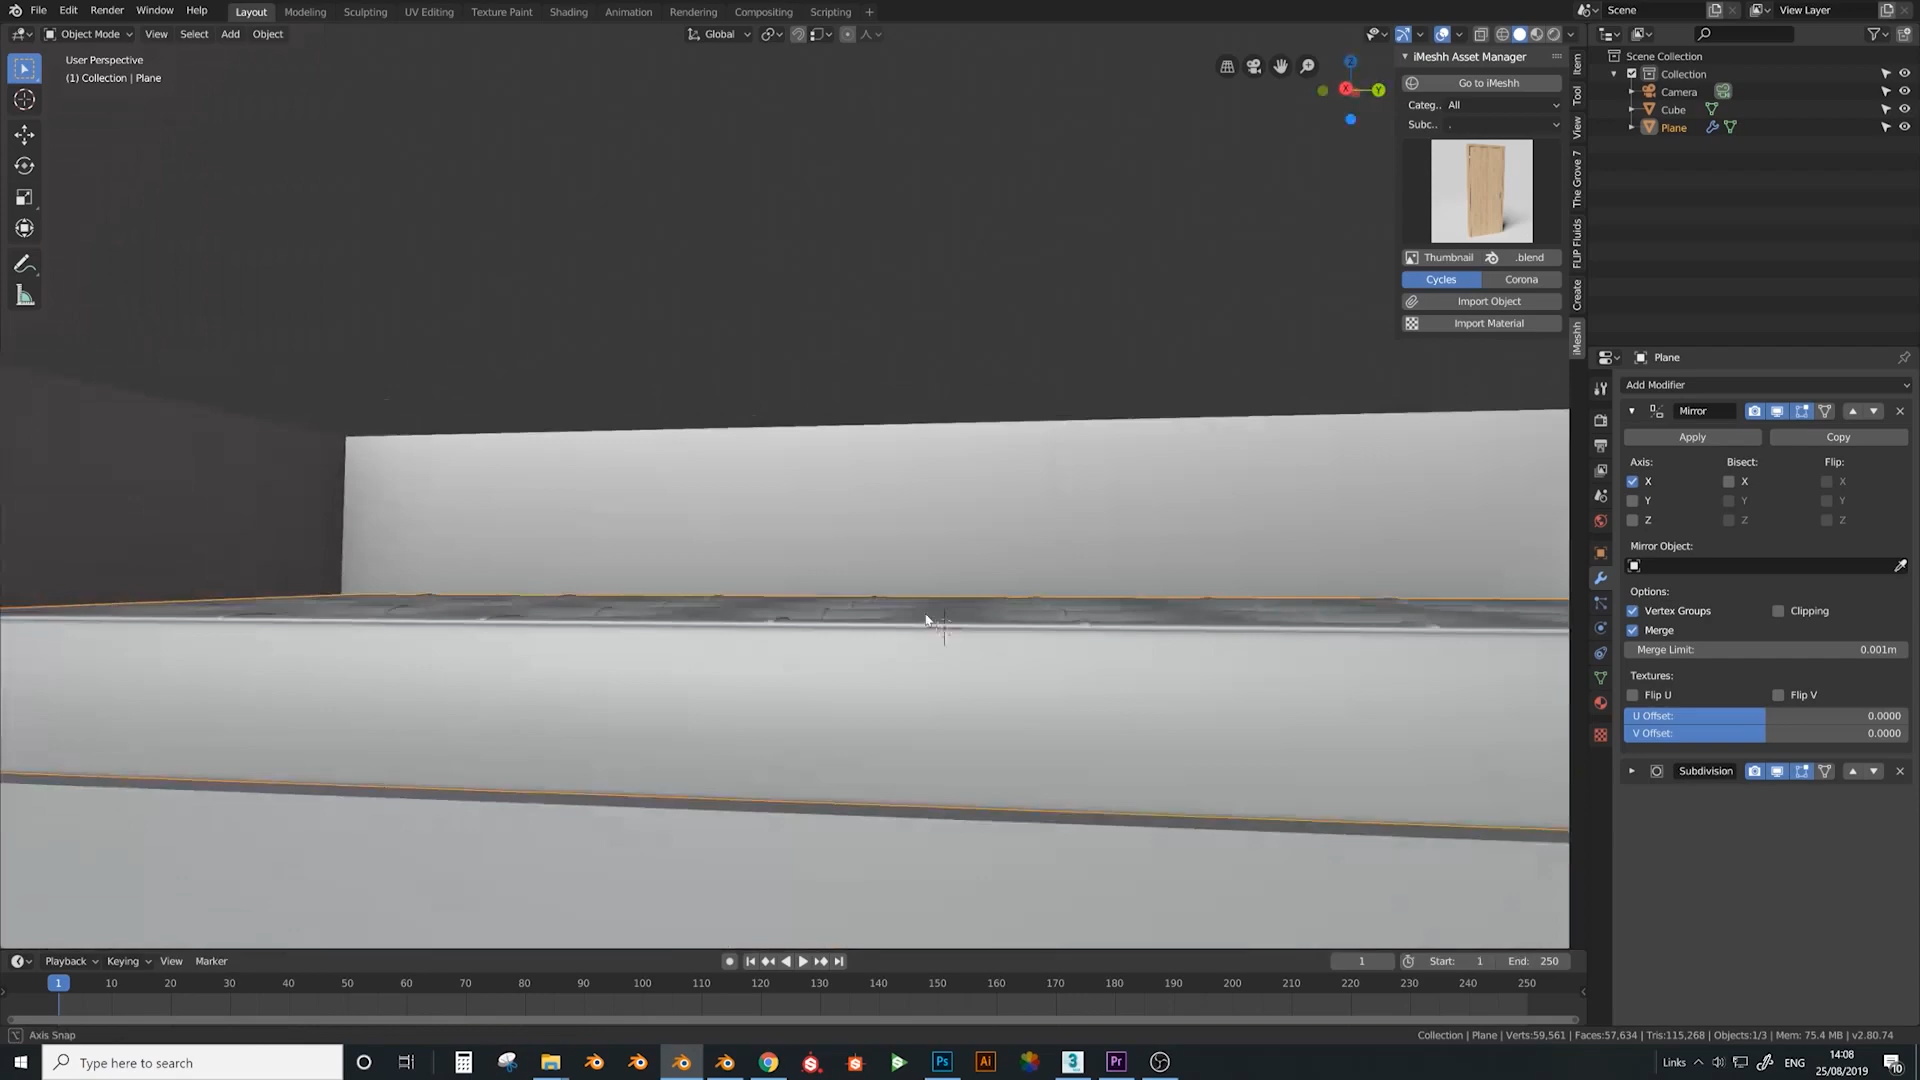 File Edit Render Window Help
Layout Modeling Sculpting UV Editing Texture Paint Shading Animation Rendering Compositing Scripting +
Scene
View Layer
Object Mode View Select Add Object
Global
User Perspective
(1) Collection | Plane
Z
X
Y
iMeshh Asset Manager
Go to iMeshh
Categ.. All
Subc.. .
Thumbnail
.blend
Cycles Corona
Import Object
Import Material
Item
Tool
View
The Grove 7
FLIP Fluids
Create
iMeshh
Scene Collection
Collection
Camera
Cube
Plane
Plane
Add Modifier
Mirror
Apply Copy
Axis: Bisect: Flip:
X X X
Y Y Y
Z Z Z
Mirror Object:
Options:
Vertex Groups Clipping
Merge
Merge Limit: 0.001m
Textures:
Flip U Flip V
U Offset: 0.0000
V Offset: 0.0000
Subdivision
Playback Keying View Marker
1 Start: 1 End: 250
1 10 20 30 40 50 60 70 80 90 100 110 120 130 140 150 160 170 180 190 200 210 220 230 240 250
Axis Snap
Collection | Plane | Verts:59,561 | Faces:57,634 | Tris:115,268 | Objects:1/3 | Mem: 75.4 MB | v2.80.74
Type here to search
Ps
Ai
3
Pr
Links
ENG
14:08
25/08/2019
10